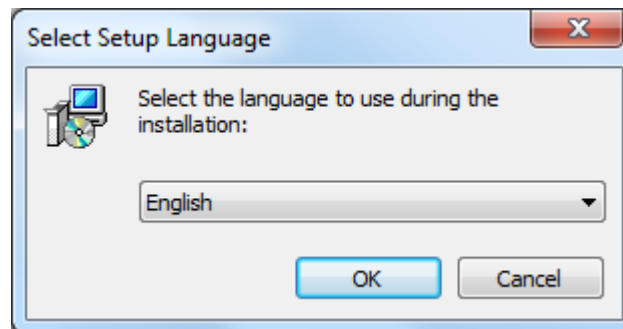 Select Setup Language
Select the language to use during the
installation:
English
OK
Cancel